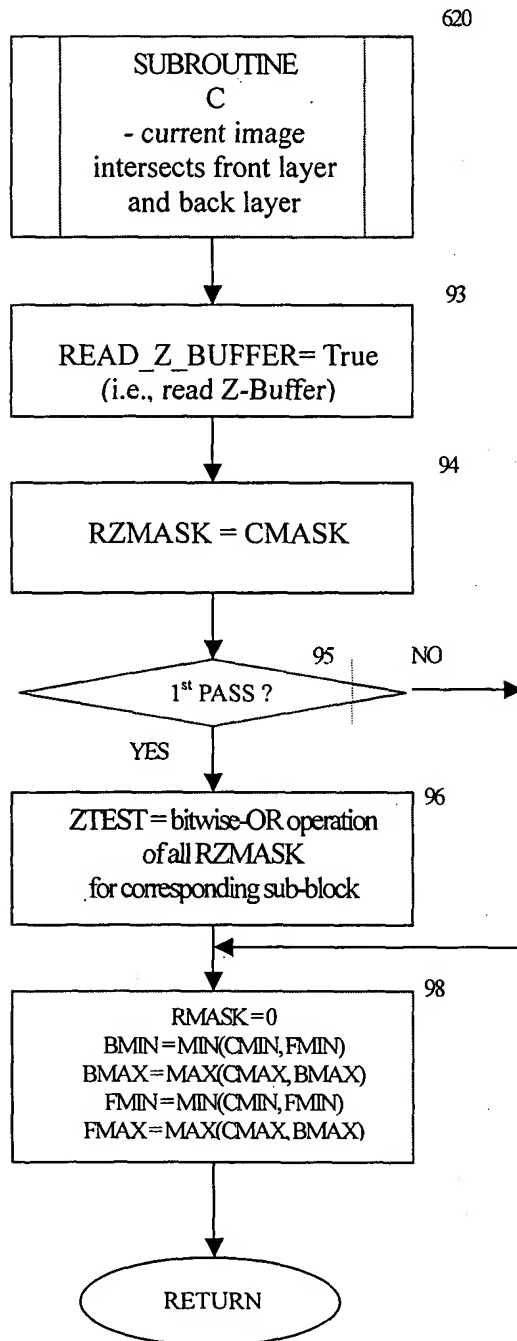 620
SUBROUTINE
C
- current image
intersects front layer
and back layer
93
READ_Z_BUFFER= True
(i.e., read Z-Buffer)
94
RZMASK = CMASK
95
NO
1st PASS ?
YES
96
ZTEST = bitwise-OR operation
of all RZMASK
for corresponding sub-block
98
RMASK = 0
BMIN = MIN(CMIN, FMIN)
BMAX = MAX(CMAX, BMAX)
FMIN = MIN(CMIN, FMIN)
FMAX = MAX(CMAX, BMAX)
RETURN